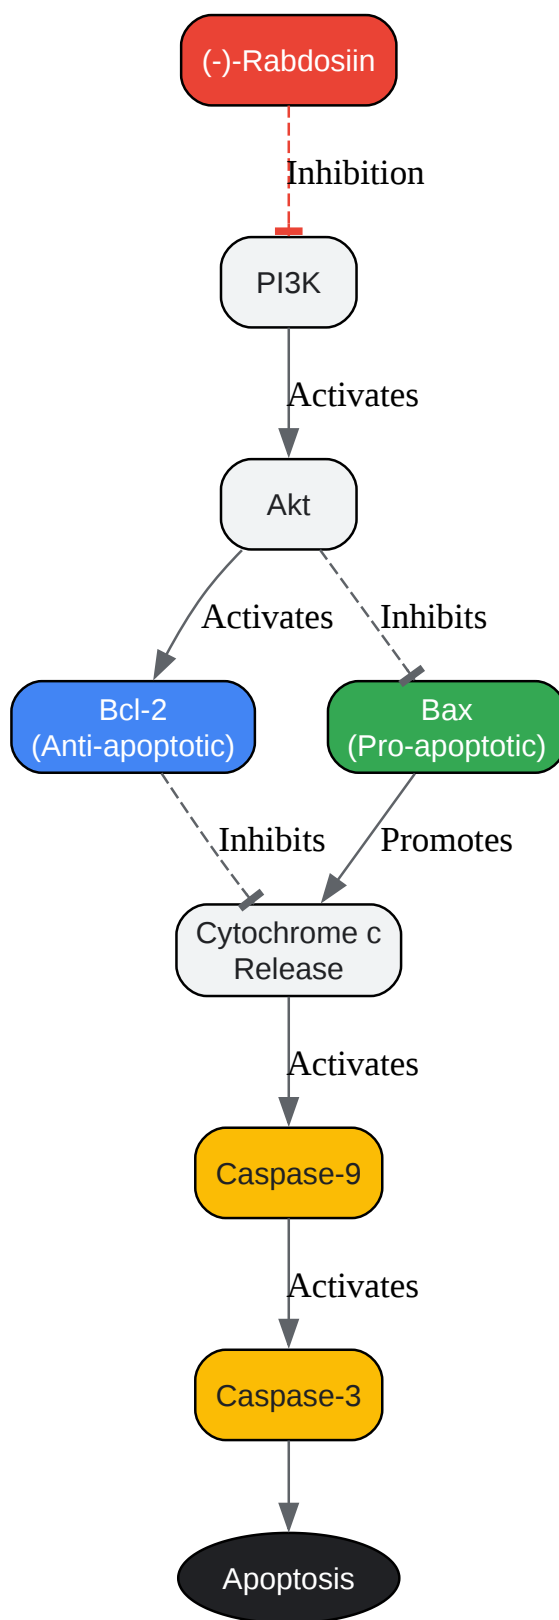 (-)-Rabdosiin
Inhibition
PI3K
Activates
Akt
Activates
Inhibits
Bcl-2
(Anti-apoptotic)
Bax
(Pro-apoptotic)
Inhibits
Promotes
Cytochrome c
Release
Activates
Caspase-9
Activates
Caspase-3
Apoptosis